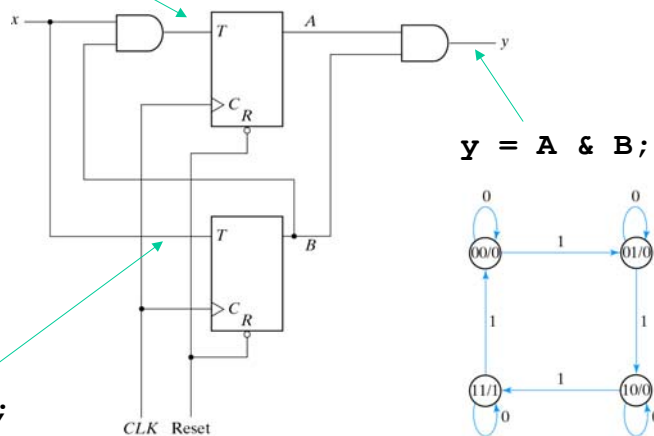 x
T
A
y
C
R
y = A & B;
T
B
C
R
;
CLK Reset
0
0
00/0
1
01/0
1
1
11/1
1
10/0
0